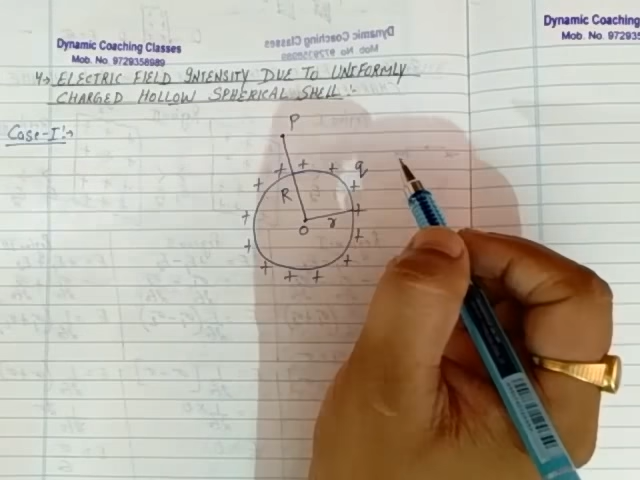 Dynamic Coaching Classes
Mob. No. 9729358989
Dynamic Coaching
Mob. No. 9729358
4→ ELECTRIC FIELD INTENSITY DUE TO UNIFORMLY
CHARGED HOLLOW SPHERICAL SHELL:-
Case-I:→
P
+ + + + + + + + + + + + +
q
R
r
O